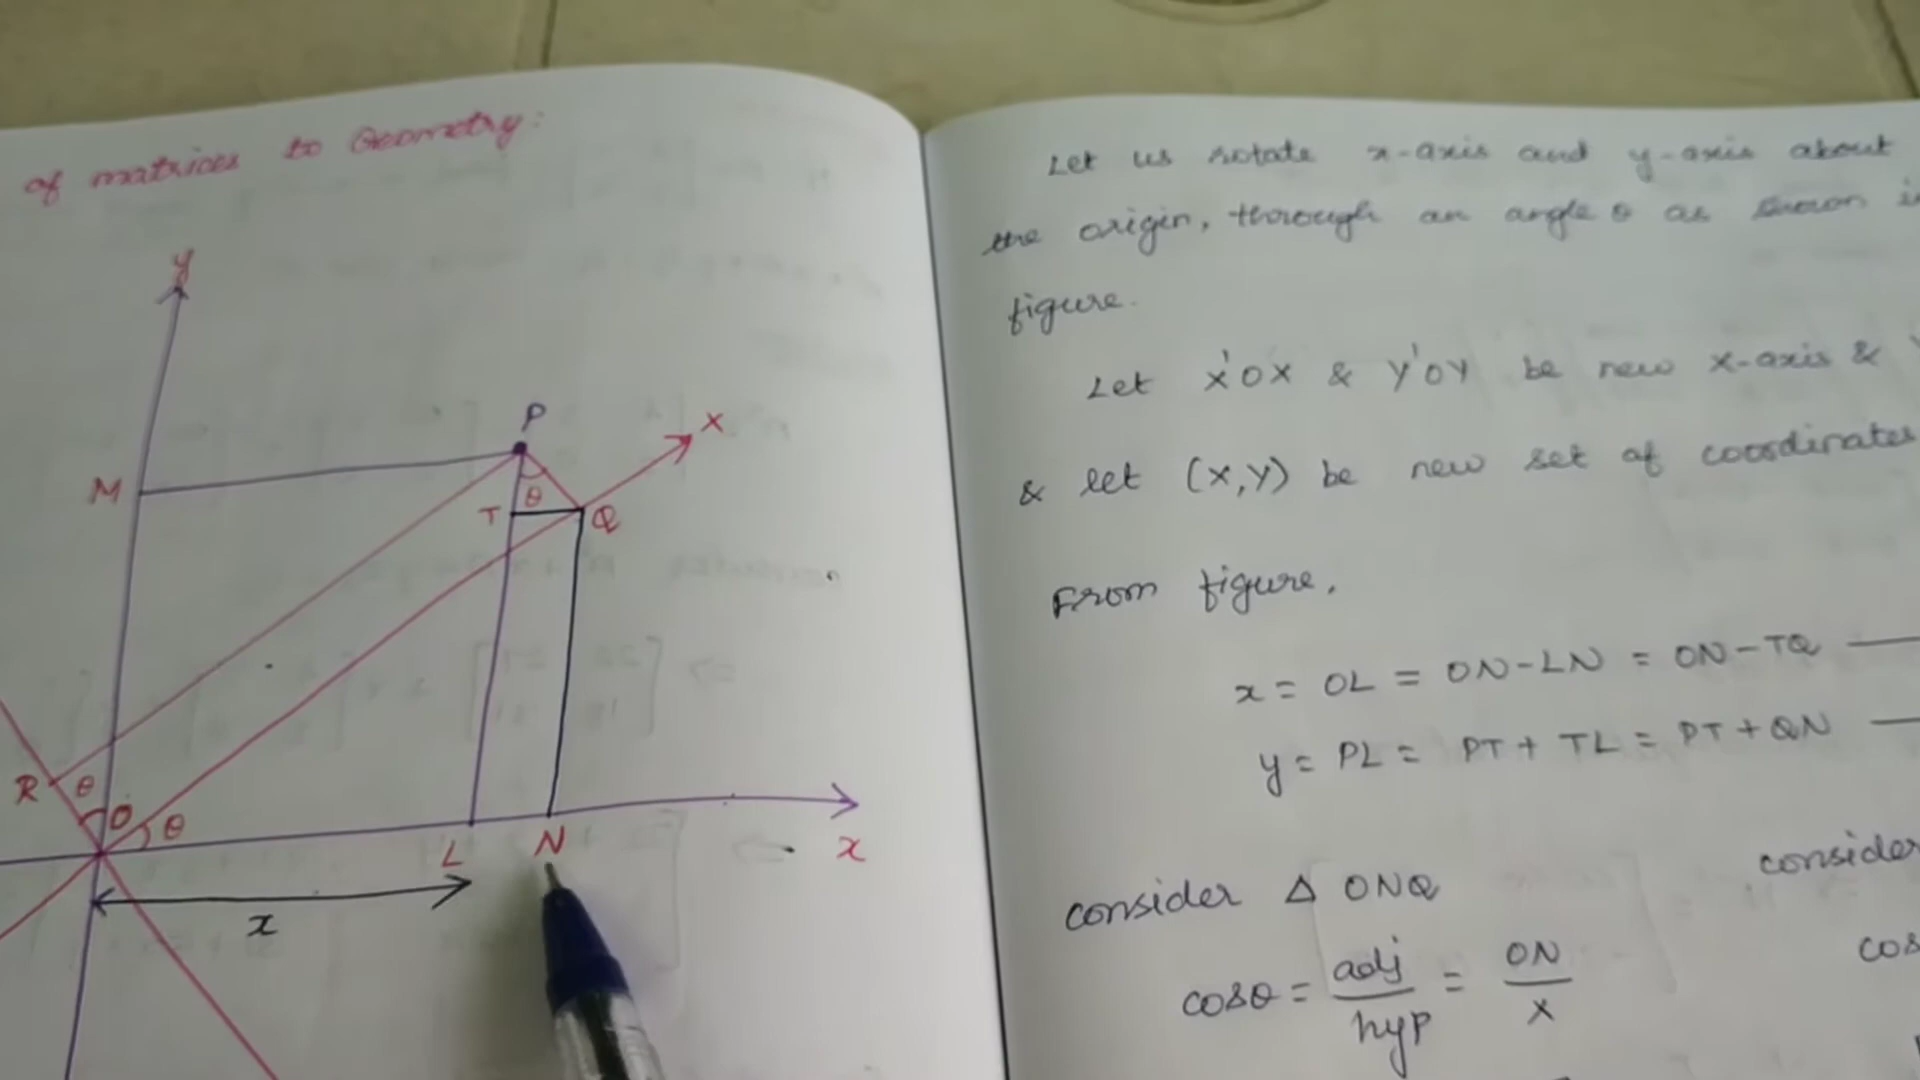 of matrices to Geometry:
y
P
X
M
T
θ
Q
R
θ
O
θ
L
N
x
x
Let us rotate x-axis and y-axis about
the origin, through an angle θ as shown in
figure.
Let X'OX & Y'OY be new X-axis & Y
& let (X,Y) be new set of coordinates
From figure,
x = OL = ON-LN = ON-TQ
y = PL = PT + TL = PT + QN
consider Δ ONQ
consider
cosθ = adj/hyp = ON/X
cos